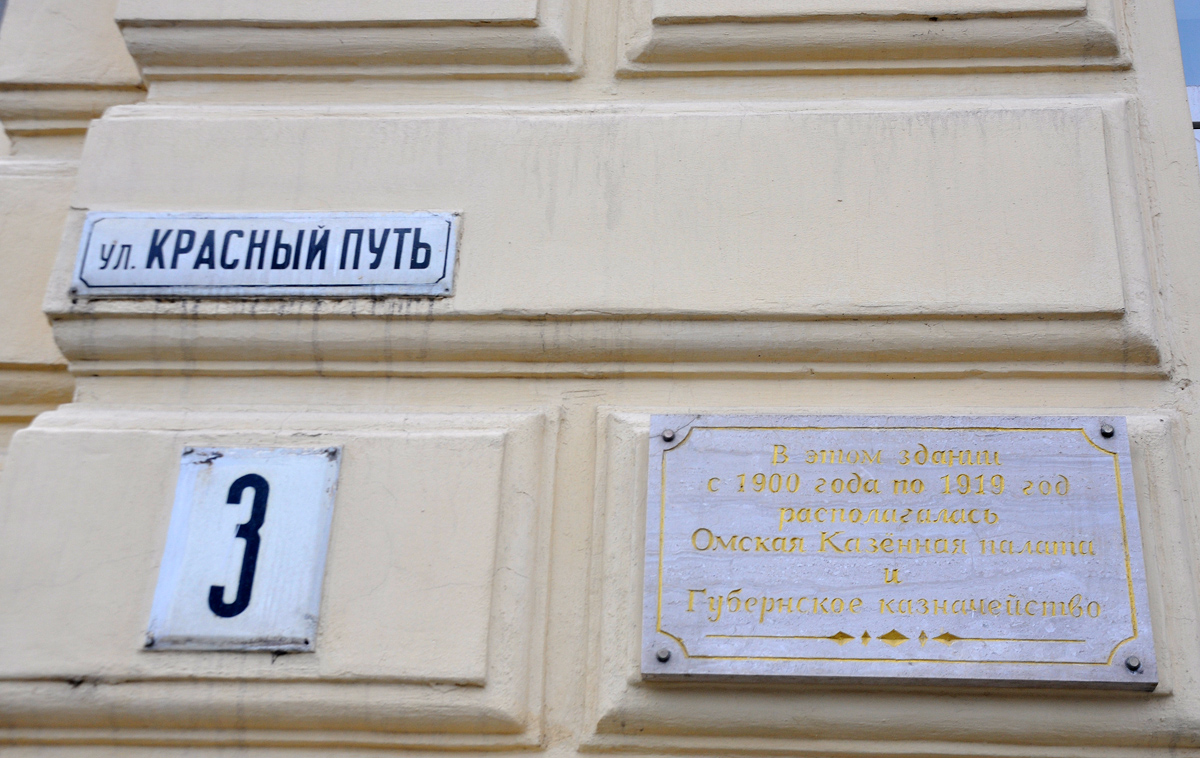 ул. КРАСНЫЙ ПУТЬ
3
В этом здании
с 1900 года по 1919 год
располагалась
Омская Казённая палата
и
Губернское казначейство